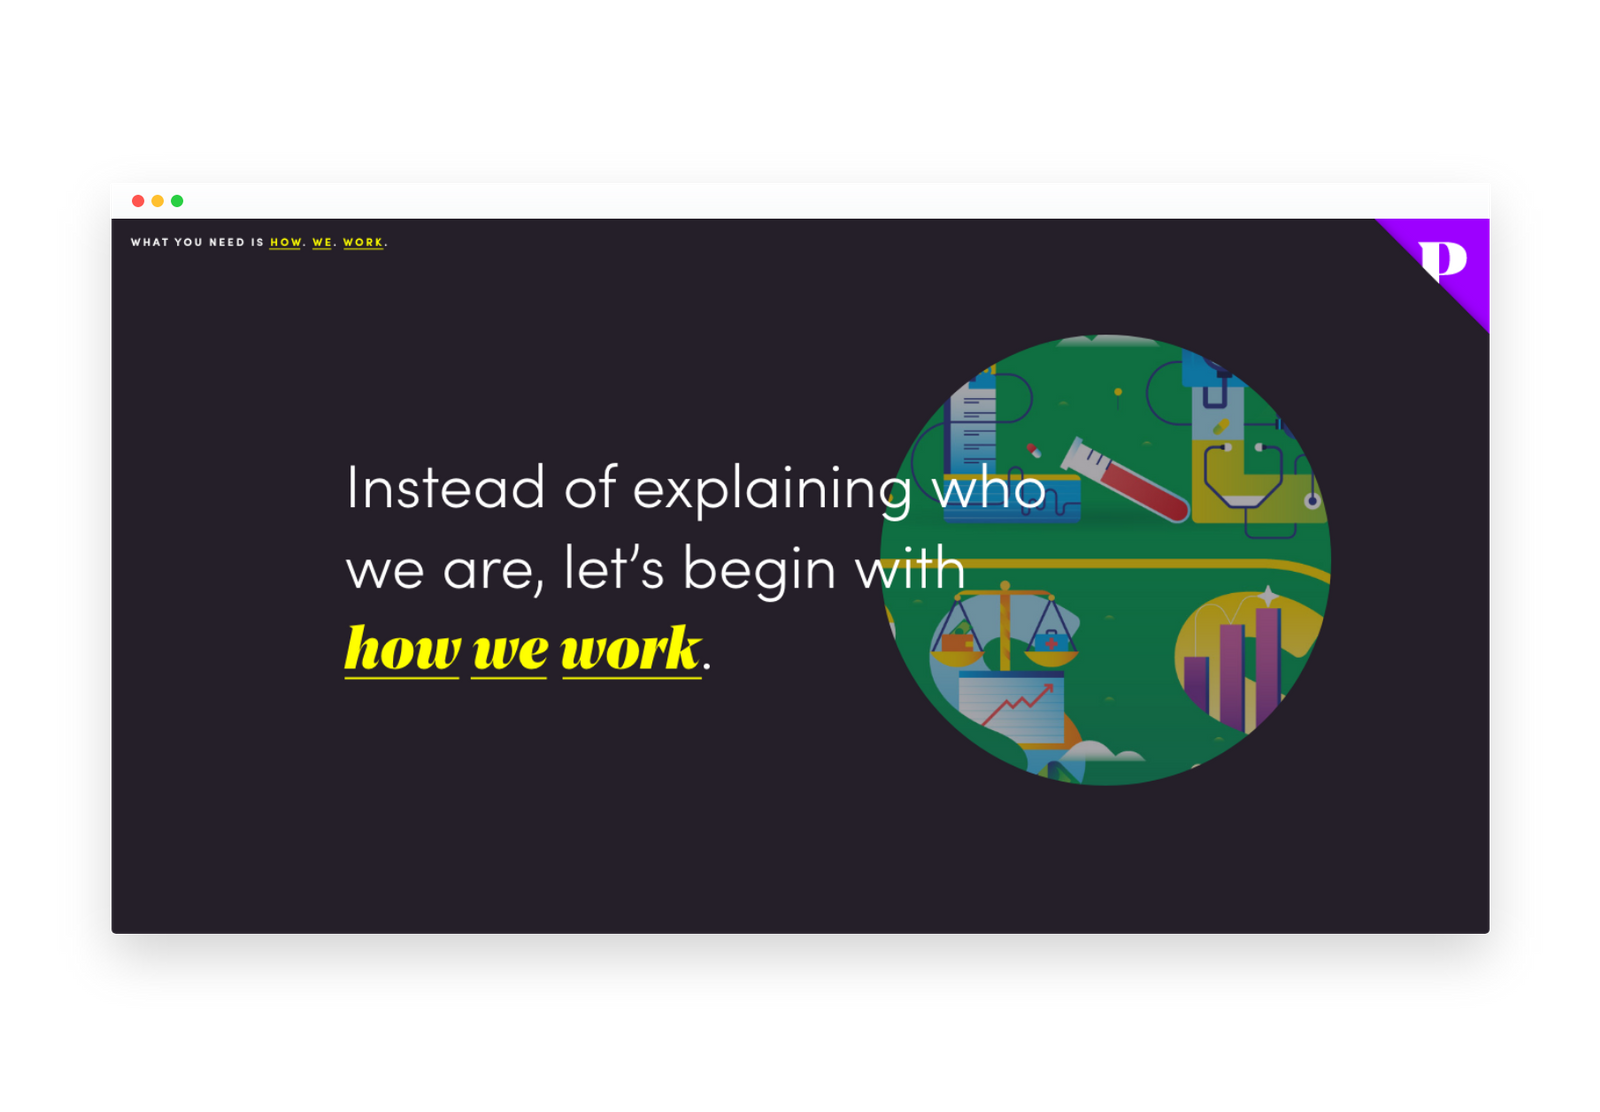 WHAT YOU NEED IS HOW. WE. WORK.
P
Instead of explaining who
we are, let’s begin with
how we work.